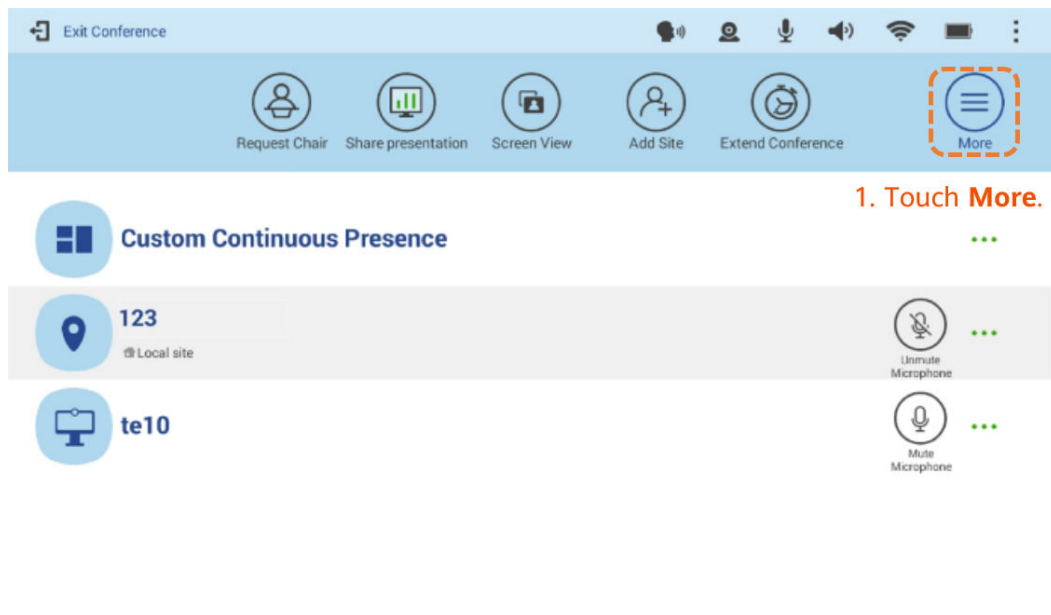 Exit Conference
Request Chair
Share presentation
Screen View
Add Site
Extend Conference
More
1. Touch More.
Custom Continuous Presence
123
Local site
Unmute
Microphone
te10
Mute
Microphone